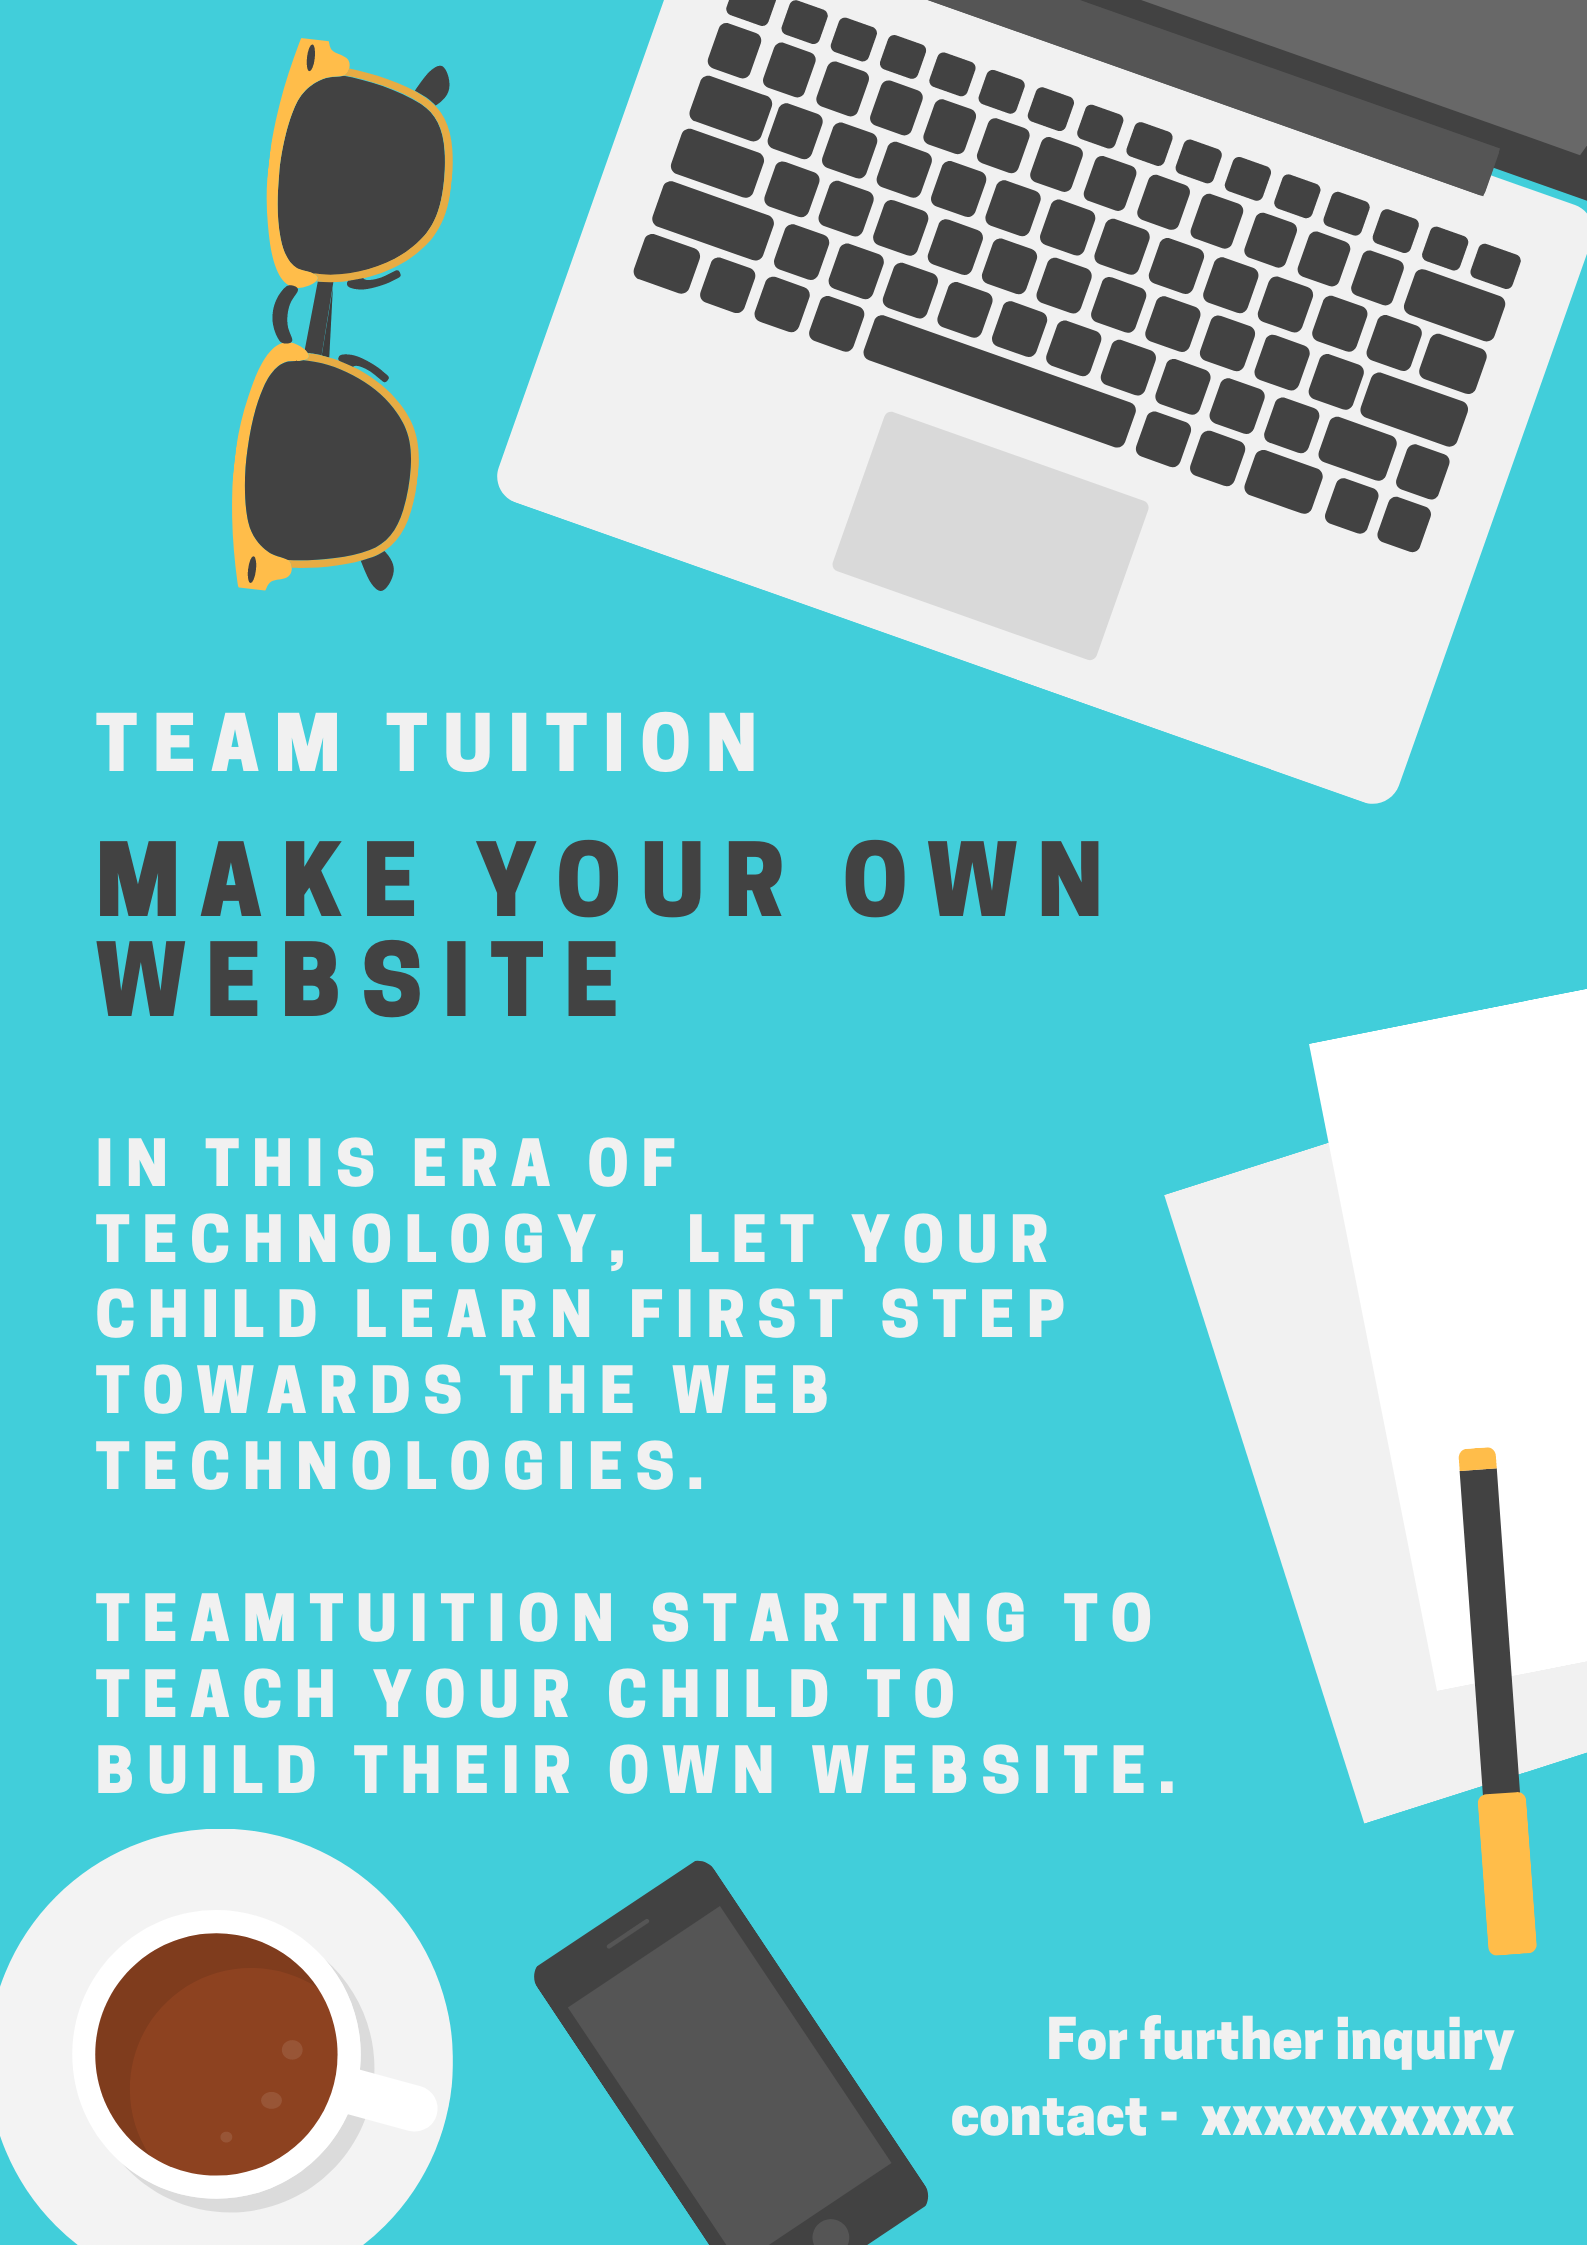 TEAM TUITION
MAKE YOUR OWN
WEBSITE
IN THIS ERA OF
TECHNOLOGY, LET YOUR
CHILD LEARN FIRST STEP
TOWARDS THE WEB
TECHNOLOGIES.
TEAMTUITION STARTING TO
TEACH YOUR CHILD TO
BUILD THEIR OWN WEBSITE.
For further inquiry
contact - xxxxxxxxxx